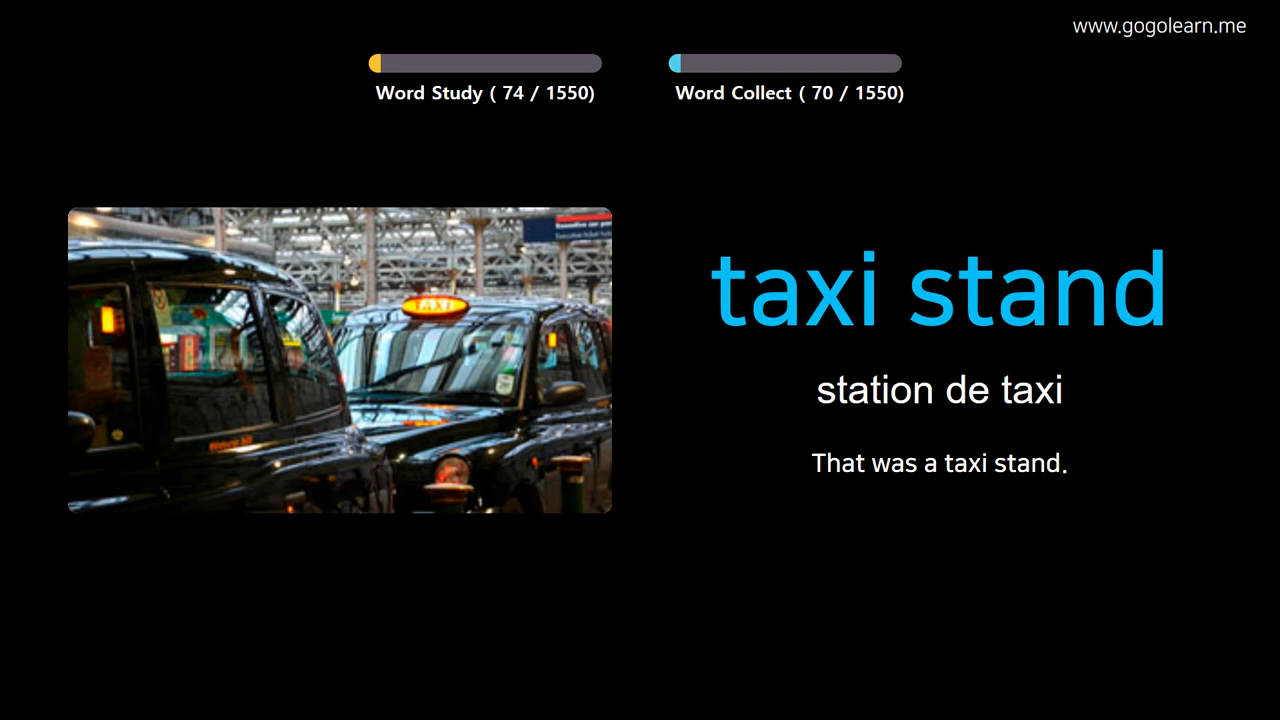 www.gogolearn.me
Word Study ( 74 / 1550)
Word Collect ( 70 / 1550)
TAXI
taxi stand
station de taxi
That was a taxi stand.